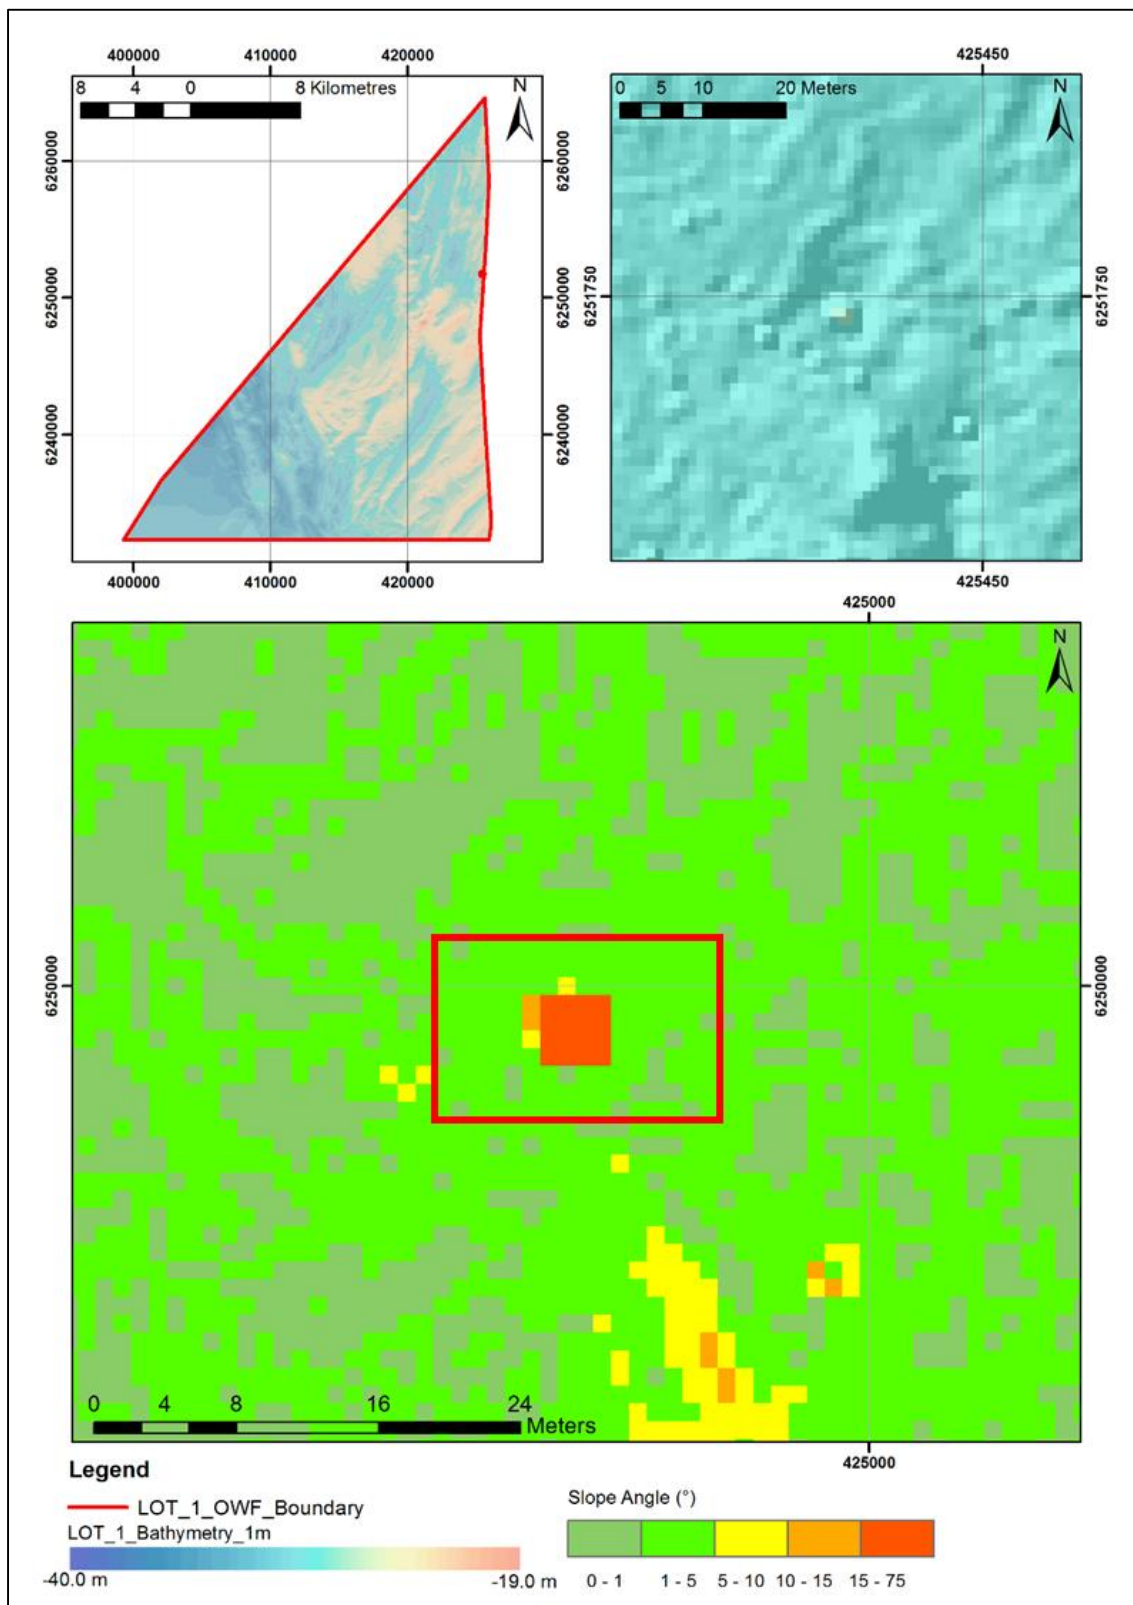 400000 410000 420000
8 4 0 8 Kilometres
N
6260000 6260000
6250000 6250000
6240000 6240000
400000 410000 420000
425450
0 5 10 20 Meters
N
6251750 6251750
425450
425000
N
6250000 6250000
0 4 8 16 24
Meters
425000
Legend
LOT_1_OWF_Boundary
LOT_1_Bathymetry_1m
-40.0 m -19.0 m
Slope Angle (°)
0 - 1 1 - 5 5 - 10 10 - 15 15 - 75